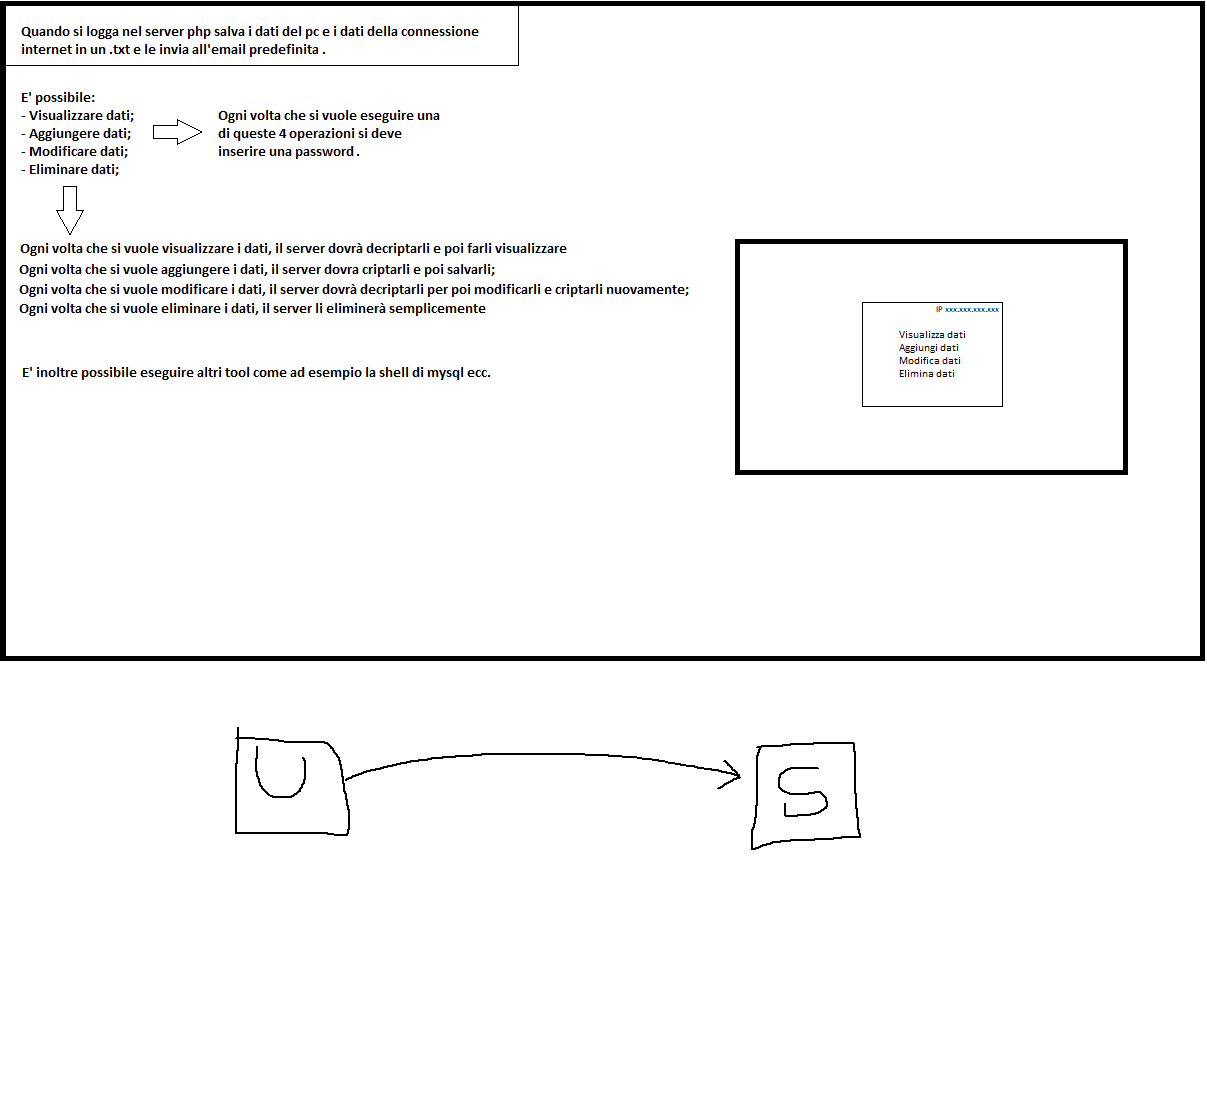 Quando si logga nel server php salva i dati del pc e i dati della connessione
internet in un .txt e le invia all'email predefinita .
E' possibile:
- Visualizzare dati;
- Aggiungere dati;
- Modificare dati;
- Eliminare dati;
Ogni volta che si vuole eseguire una
di queste 4 operazioni si deve
inserire una password .
Ogni volta che si vuole visualizzare i dati, il server dovrà decriptarli e poi farli visualizzare
Ogni volta che si vuole aggiungere i dati, il server dovra criptarli e poi salvarli;
Ogni volta che si vuole modificare i dati, il server dovrà decriptarli per poi modificarli e criptarli nuovamente;
Ogni volta che si vuole eliminare i dati, il server li eliminerà semplicemente
E' inoltre possibile eseguire altri tool come ad esempio la shell di mysql ecc.
IP xxx.xxx.xxx.xxx
Visualizza dati
Aggiungi dati
Modifica dati
Elimina dati
U
S